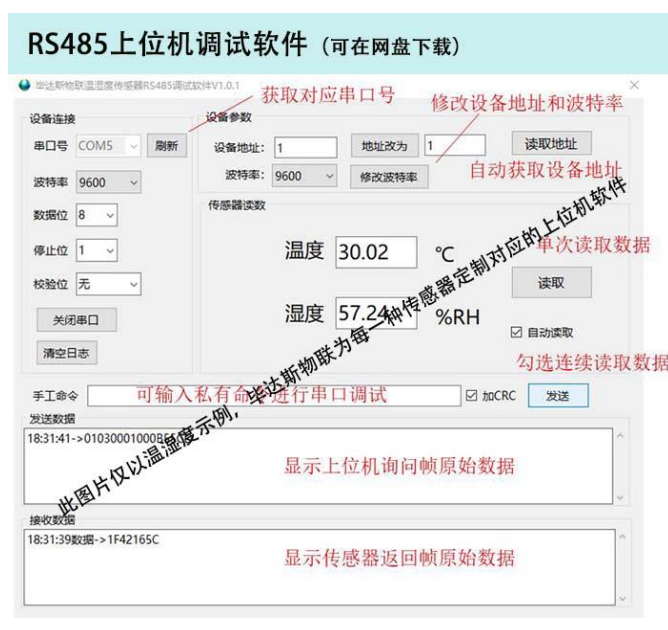 RS485上位机调试软件（可在网盘下载）
毕达斯物联温湿度传感器RS485调试软件V1.0.1
获取对应串口号
修改设备地址和波特率
设备连接
设备参数
串口号 COM5 刷新
设备地址: 1 地址改为 1 读取地址
波特率 9600
波特率: 9600 修改波特率
自动获取设备地址
数据位 8
传感器读数
停止位 1
温度 30.02 ℃
单次读取数据
校验位 无
读取
关闭串口
湿度 57.24 %RH
自动读取
清空日志
勾选连续读取数据
手工命令 可输入私有命令进行串口调试 加CRC 发送
发送数据
18:31:41->01030001000
显示上位机询问帧原始数据
此图片仅以温湿度示例，毕达斯物联为每一种传感器定制对应的上位机软件
接收数据
18:31:39数据->1F42165C
显示传感器返回帧原始数据